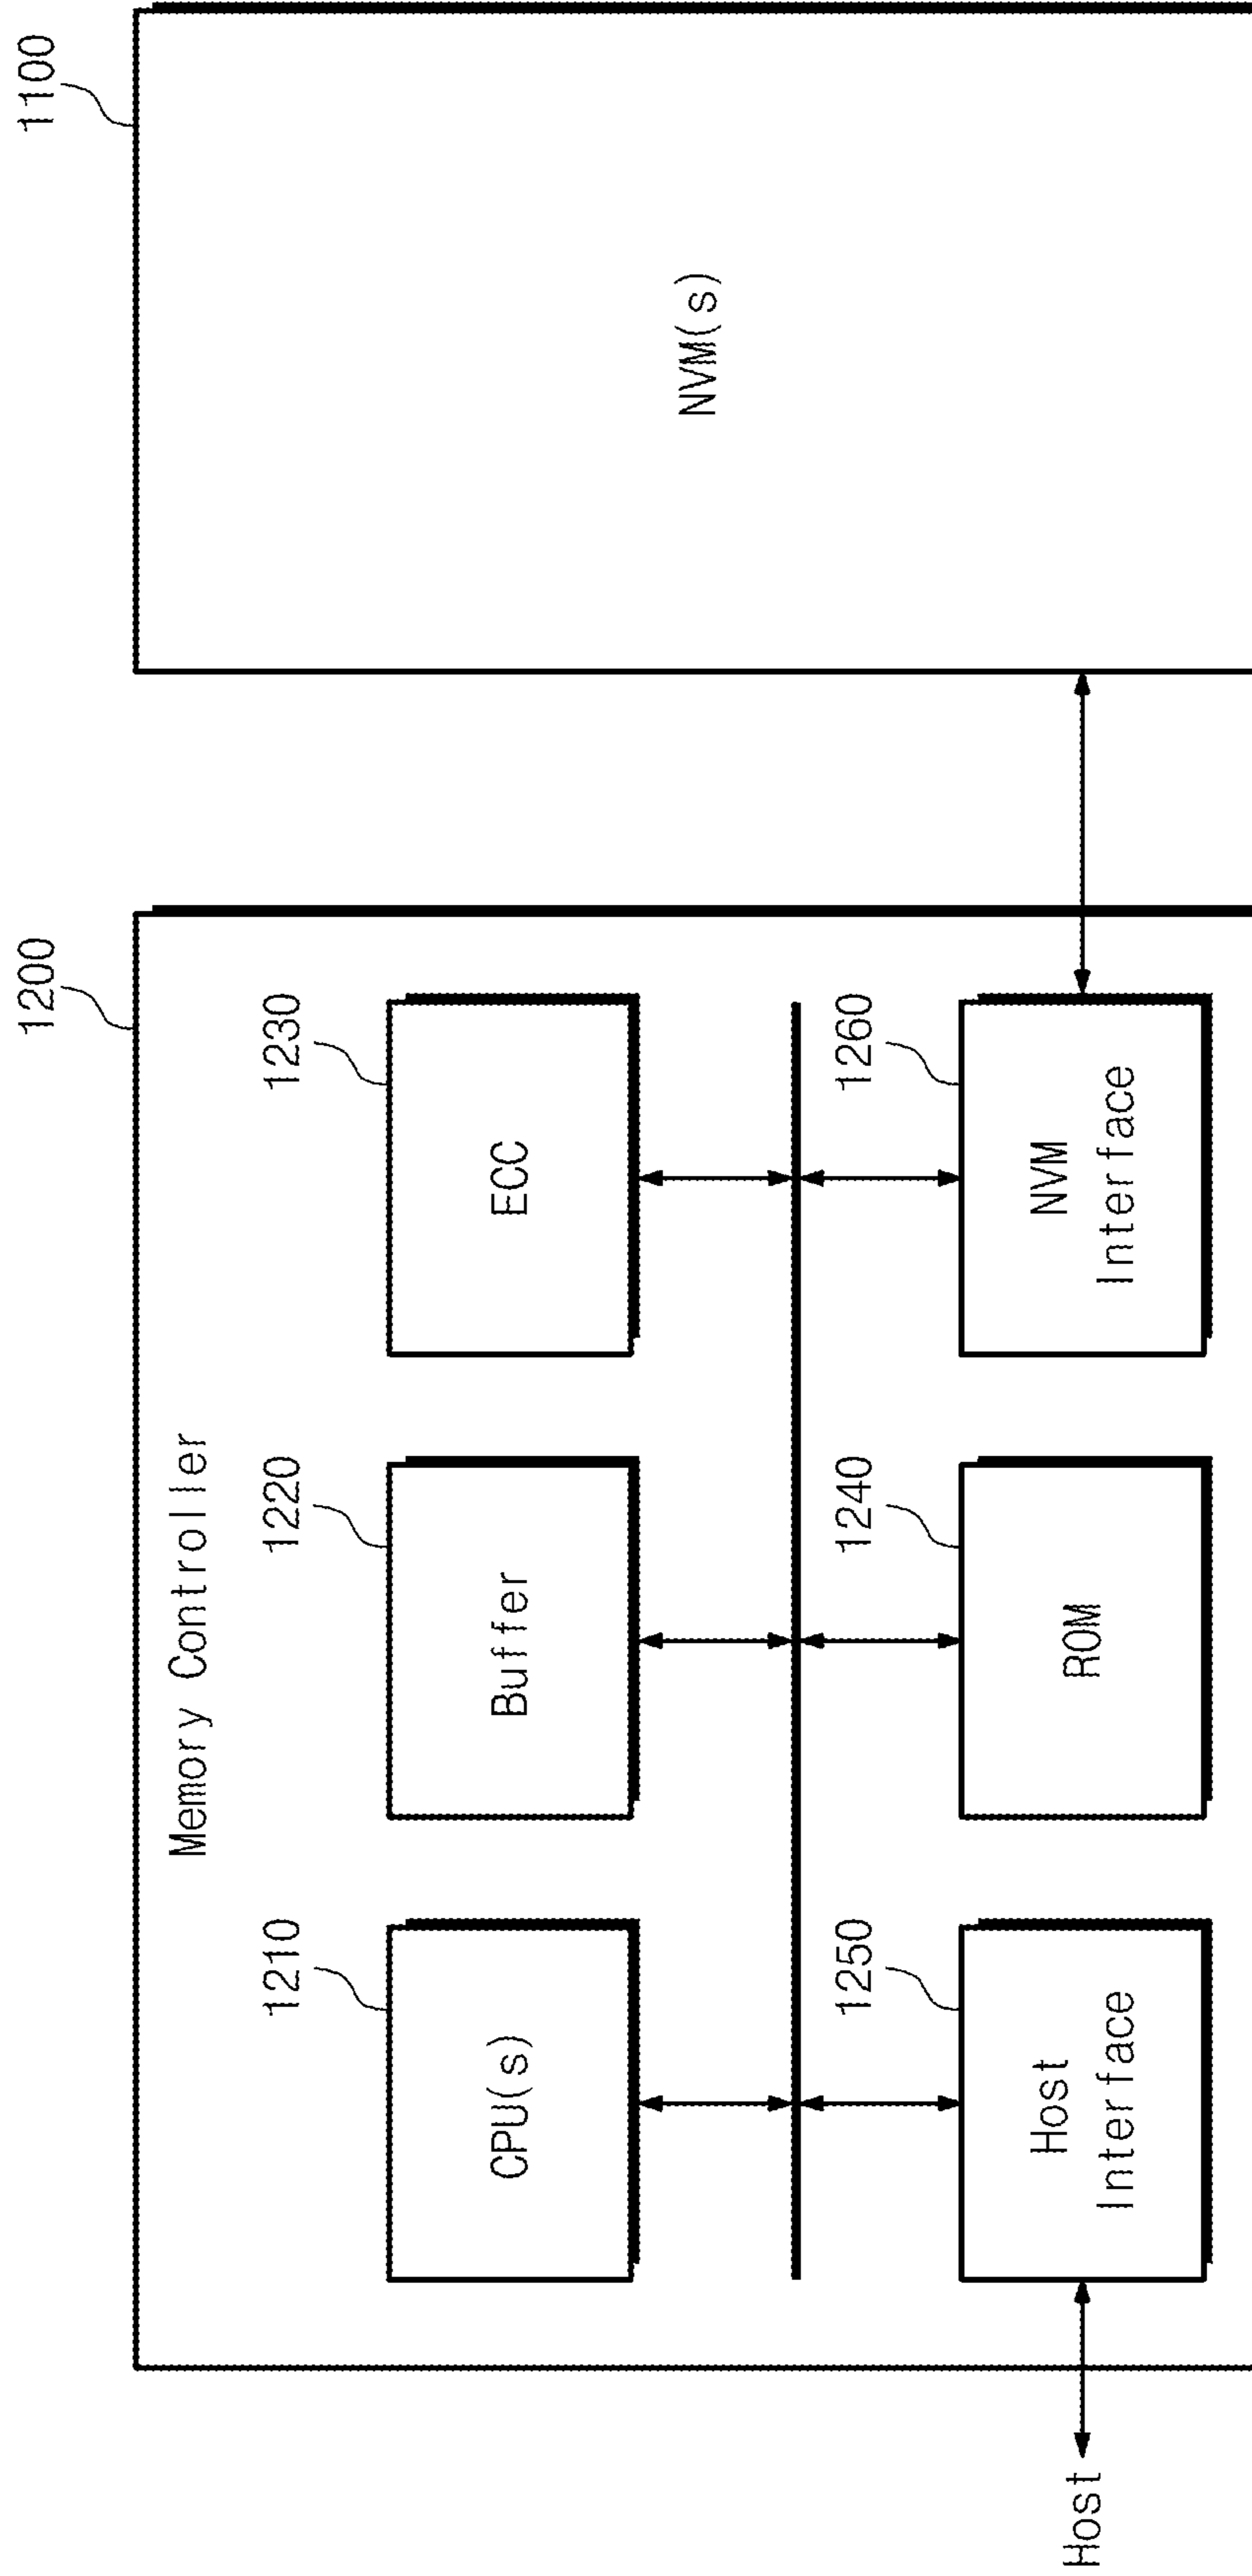 1200
1100
Memory Controller
1210
1220
1230
CPU(s)
Buffer
ECC
NVM(s)
1250
1240
1260
Host
Interface
ROM
NVM
Interface
Host